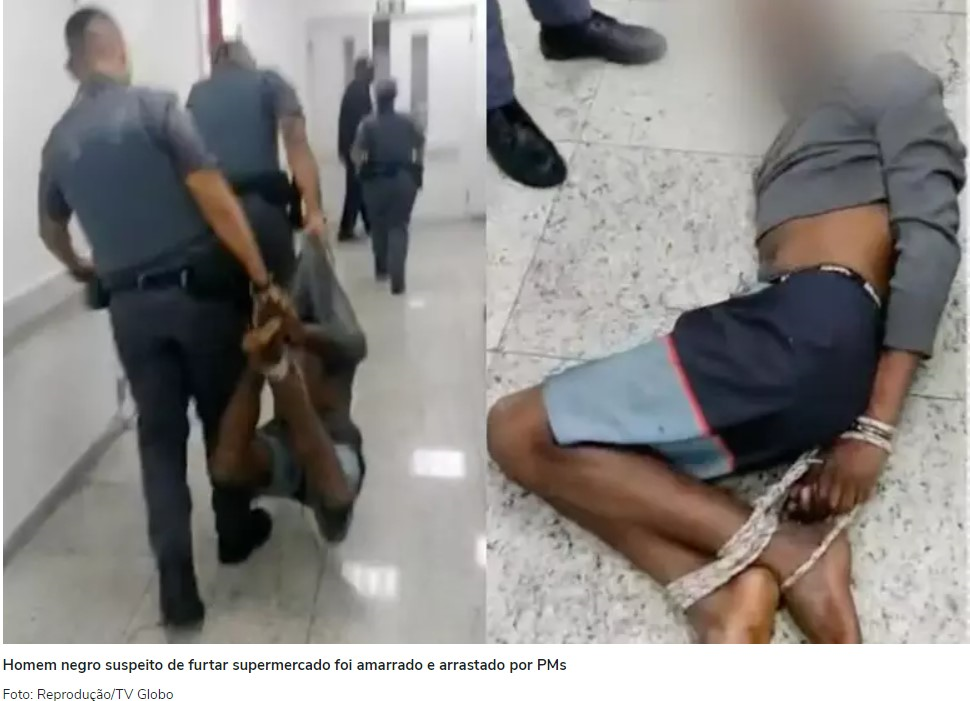 Homem negro suspeito de furtar supermercado foi amarrado e arrastado por PMs
Foto: Reprodução/TV Globo